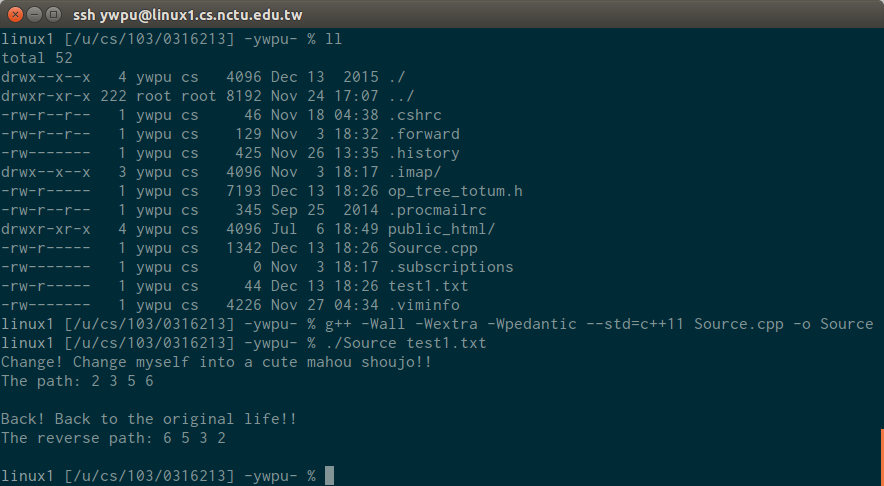 ssh ywpu@linux1.cs.nctu.edu.tw
linux1 [/u/cs/103/0316213] -ywpu- % ll
total 52
drwx--x--x   4 ywpu cs   4096 Dec 13  2015 ./
drwxr-xr-x 222 root root 8192 Nov 24 17:07 ../
-rw-r--r--   1 ywpu cs     46 Nov 18 04:38 .cshrc
-rw-r--r--   1 ywpu cs    129 Nov  3 18:32 .forward
-rw-------   1 ywpu cs    425 Nov 26 13:35 .history
drwx--x--x   3 ywpu cs   4096 Nov  3 18:17 .imap/
-rw-r-----   1 ywpu cs   7193 Dec 13 18:26 op_tree_totum.h
-rw-r--r--   1 ywpu cs    345 Sep 25  2014 .procmailrc
drwxr-xr-x   4 ywpu cs   4096 Jul  6 18:49 public_html/
-rw-r-----   1 ywpu cs   1342 Dec 13 18:26 Source.cpp
-rw-------   1 ywpu cs      0 Nov  3 18:17 .subscriptions
-rw-r-----   1 ywpu cs     44 Dec 13 18:26 test1.txt
-rw-------   1 ywpu cs   4226 Nov 27 04:34 .viminfo
linux1 [/u/cs/103/0316213] -ywpu- % g++ -Wall -Wextra -Wpedantic --std=c++11 Source.cpp -o Source
linux1 [/u/cs/103/0316213] -ywpu- % ./Source test1.txt
Change! Change myself into a cute mahou shoujo!!
The path: 2 3 5 6
Back! Back to the original life!!
The reverse path: 6 5 3 2
linux1 [/u/cs/103/0316213] -ywpu- %